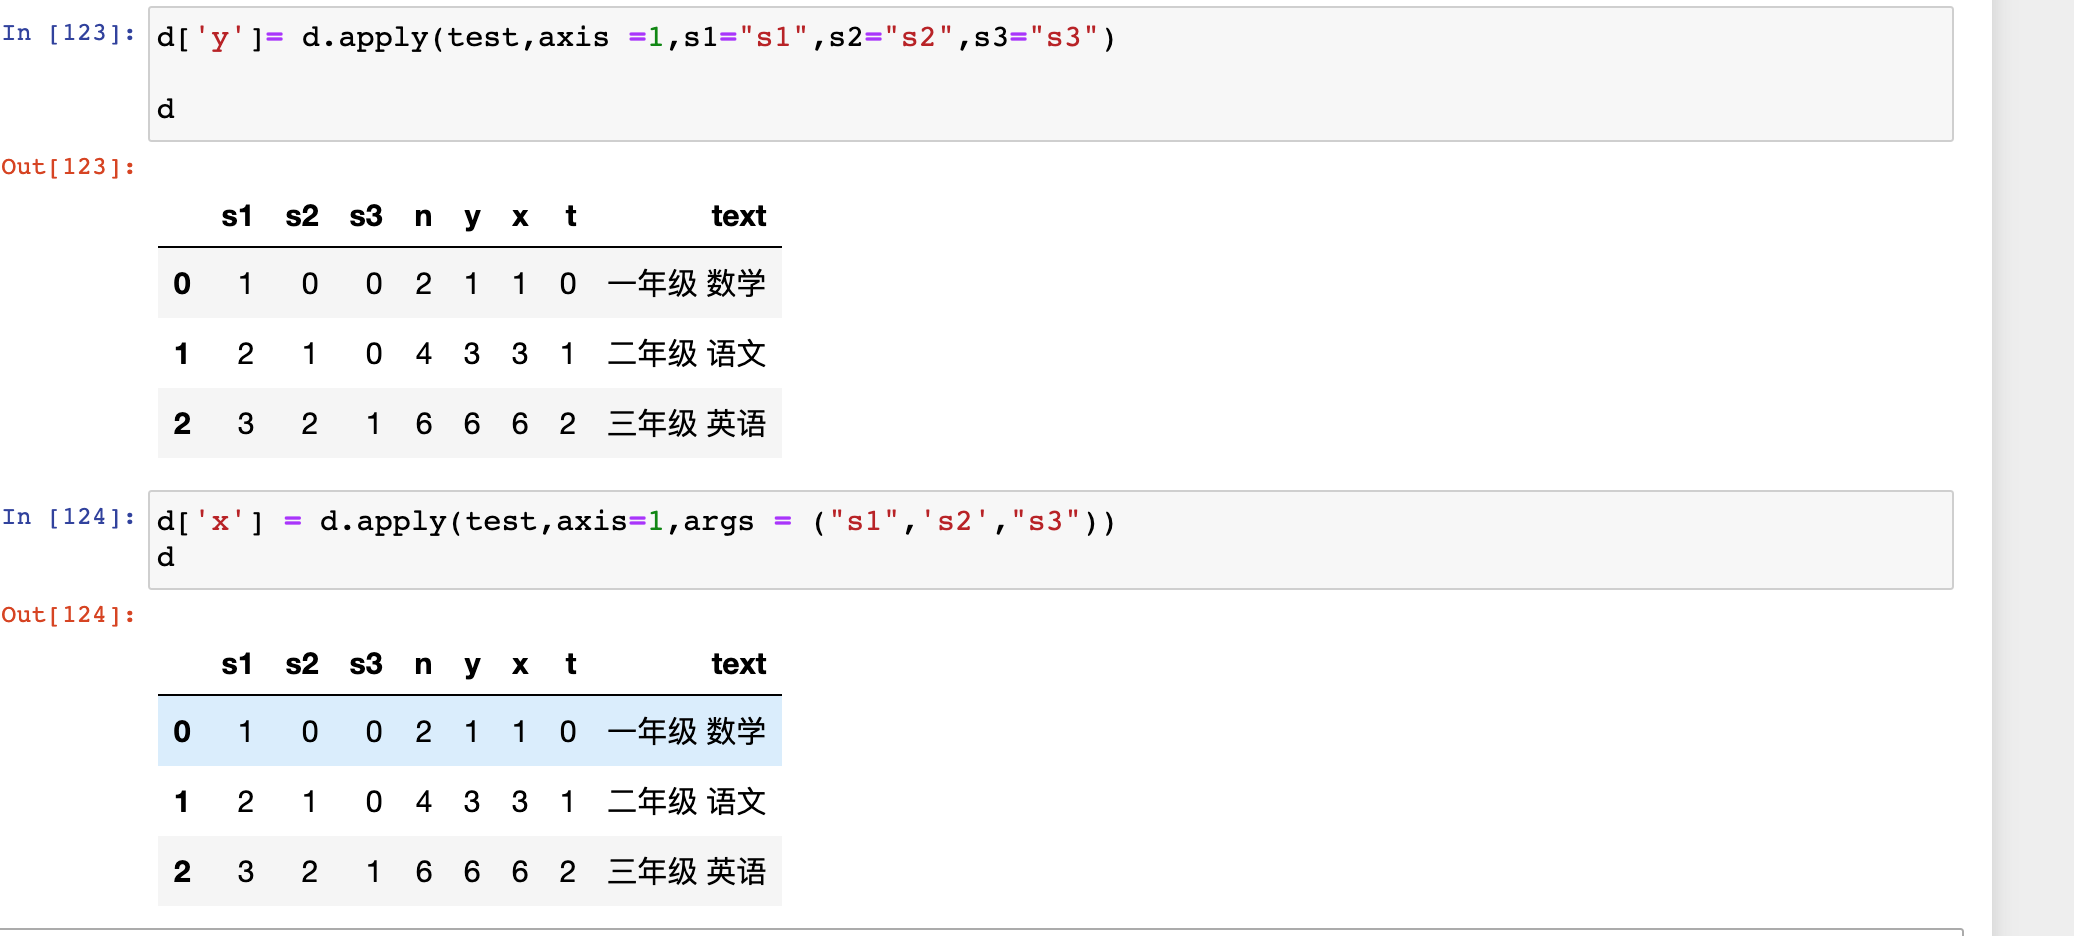 In [123]: d['y']= d.apply(test,axis =1,s1="s1",s2="s2",s3="s3")
d
Out[123]:
s1 s2 s3 n y x t text
0 1 0 0 2 1 1 0 一年级 数学
1 2 1 0 4 3 3 1 二年级 语文
2 3 2 1 6 6 6 2 三年级 英语
In [124]: d['x'] = d.apply(test,axis=1,args = ("s1",'s2',"s3"))
d
Out[124]:
s1 s2 s3 n y x t text
0 1 0 0 2 1 1 0 一年级 数学
1 2 1 0 4 3 3 1 二年级 语文
2 3 2 1 6 6 6 2 三年级 英语